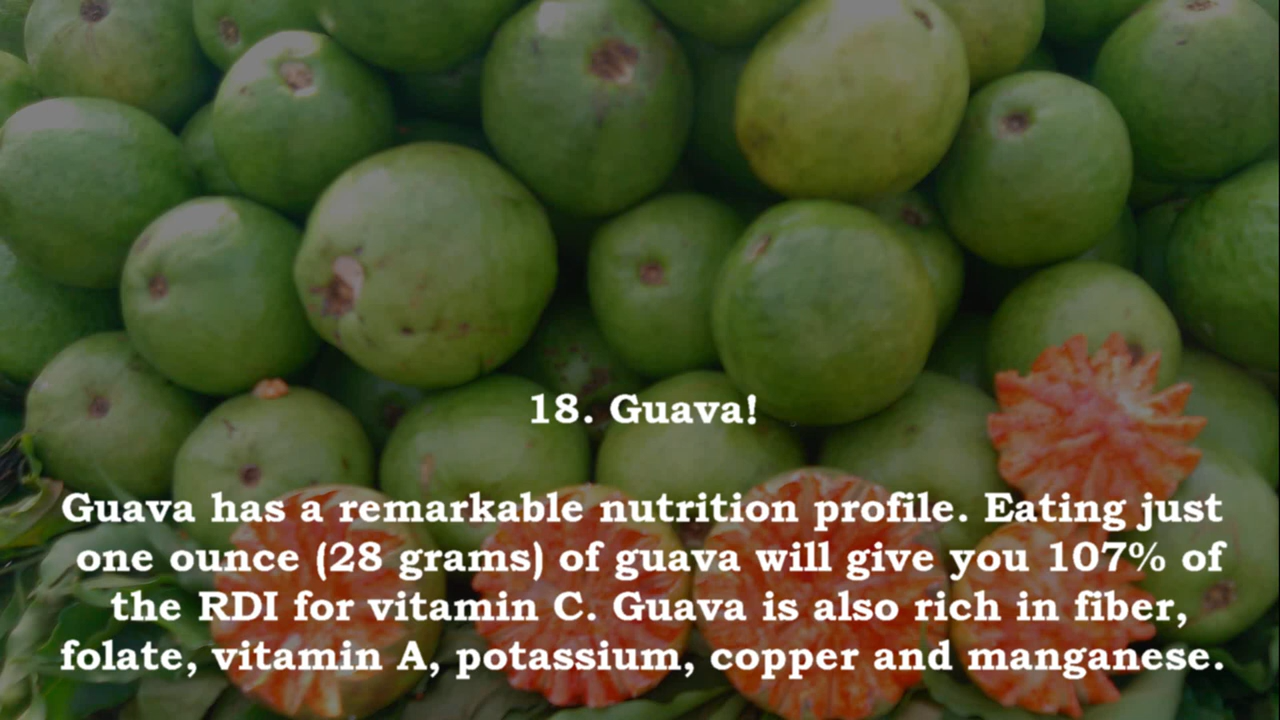 18. Guava!
Guava has a remarkable nutrition profile. Eating just
one ounce (28 grams) of guava will give you 107% of
the RDI for vitamin C. Guava is also rich in fiber,
folate, vitamin A, potassium, copper and manganese.